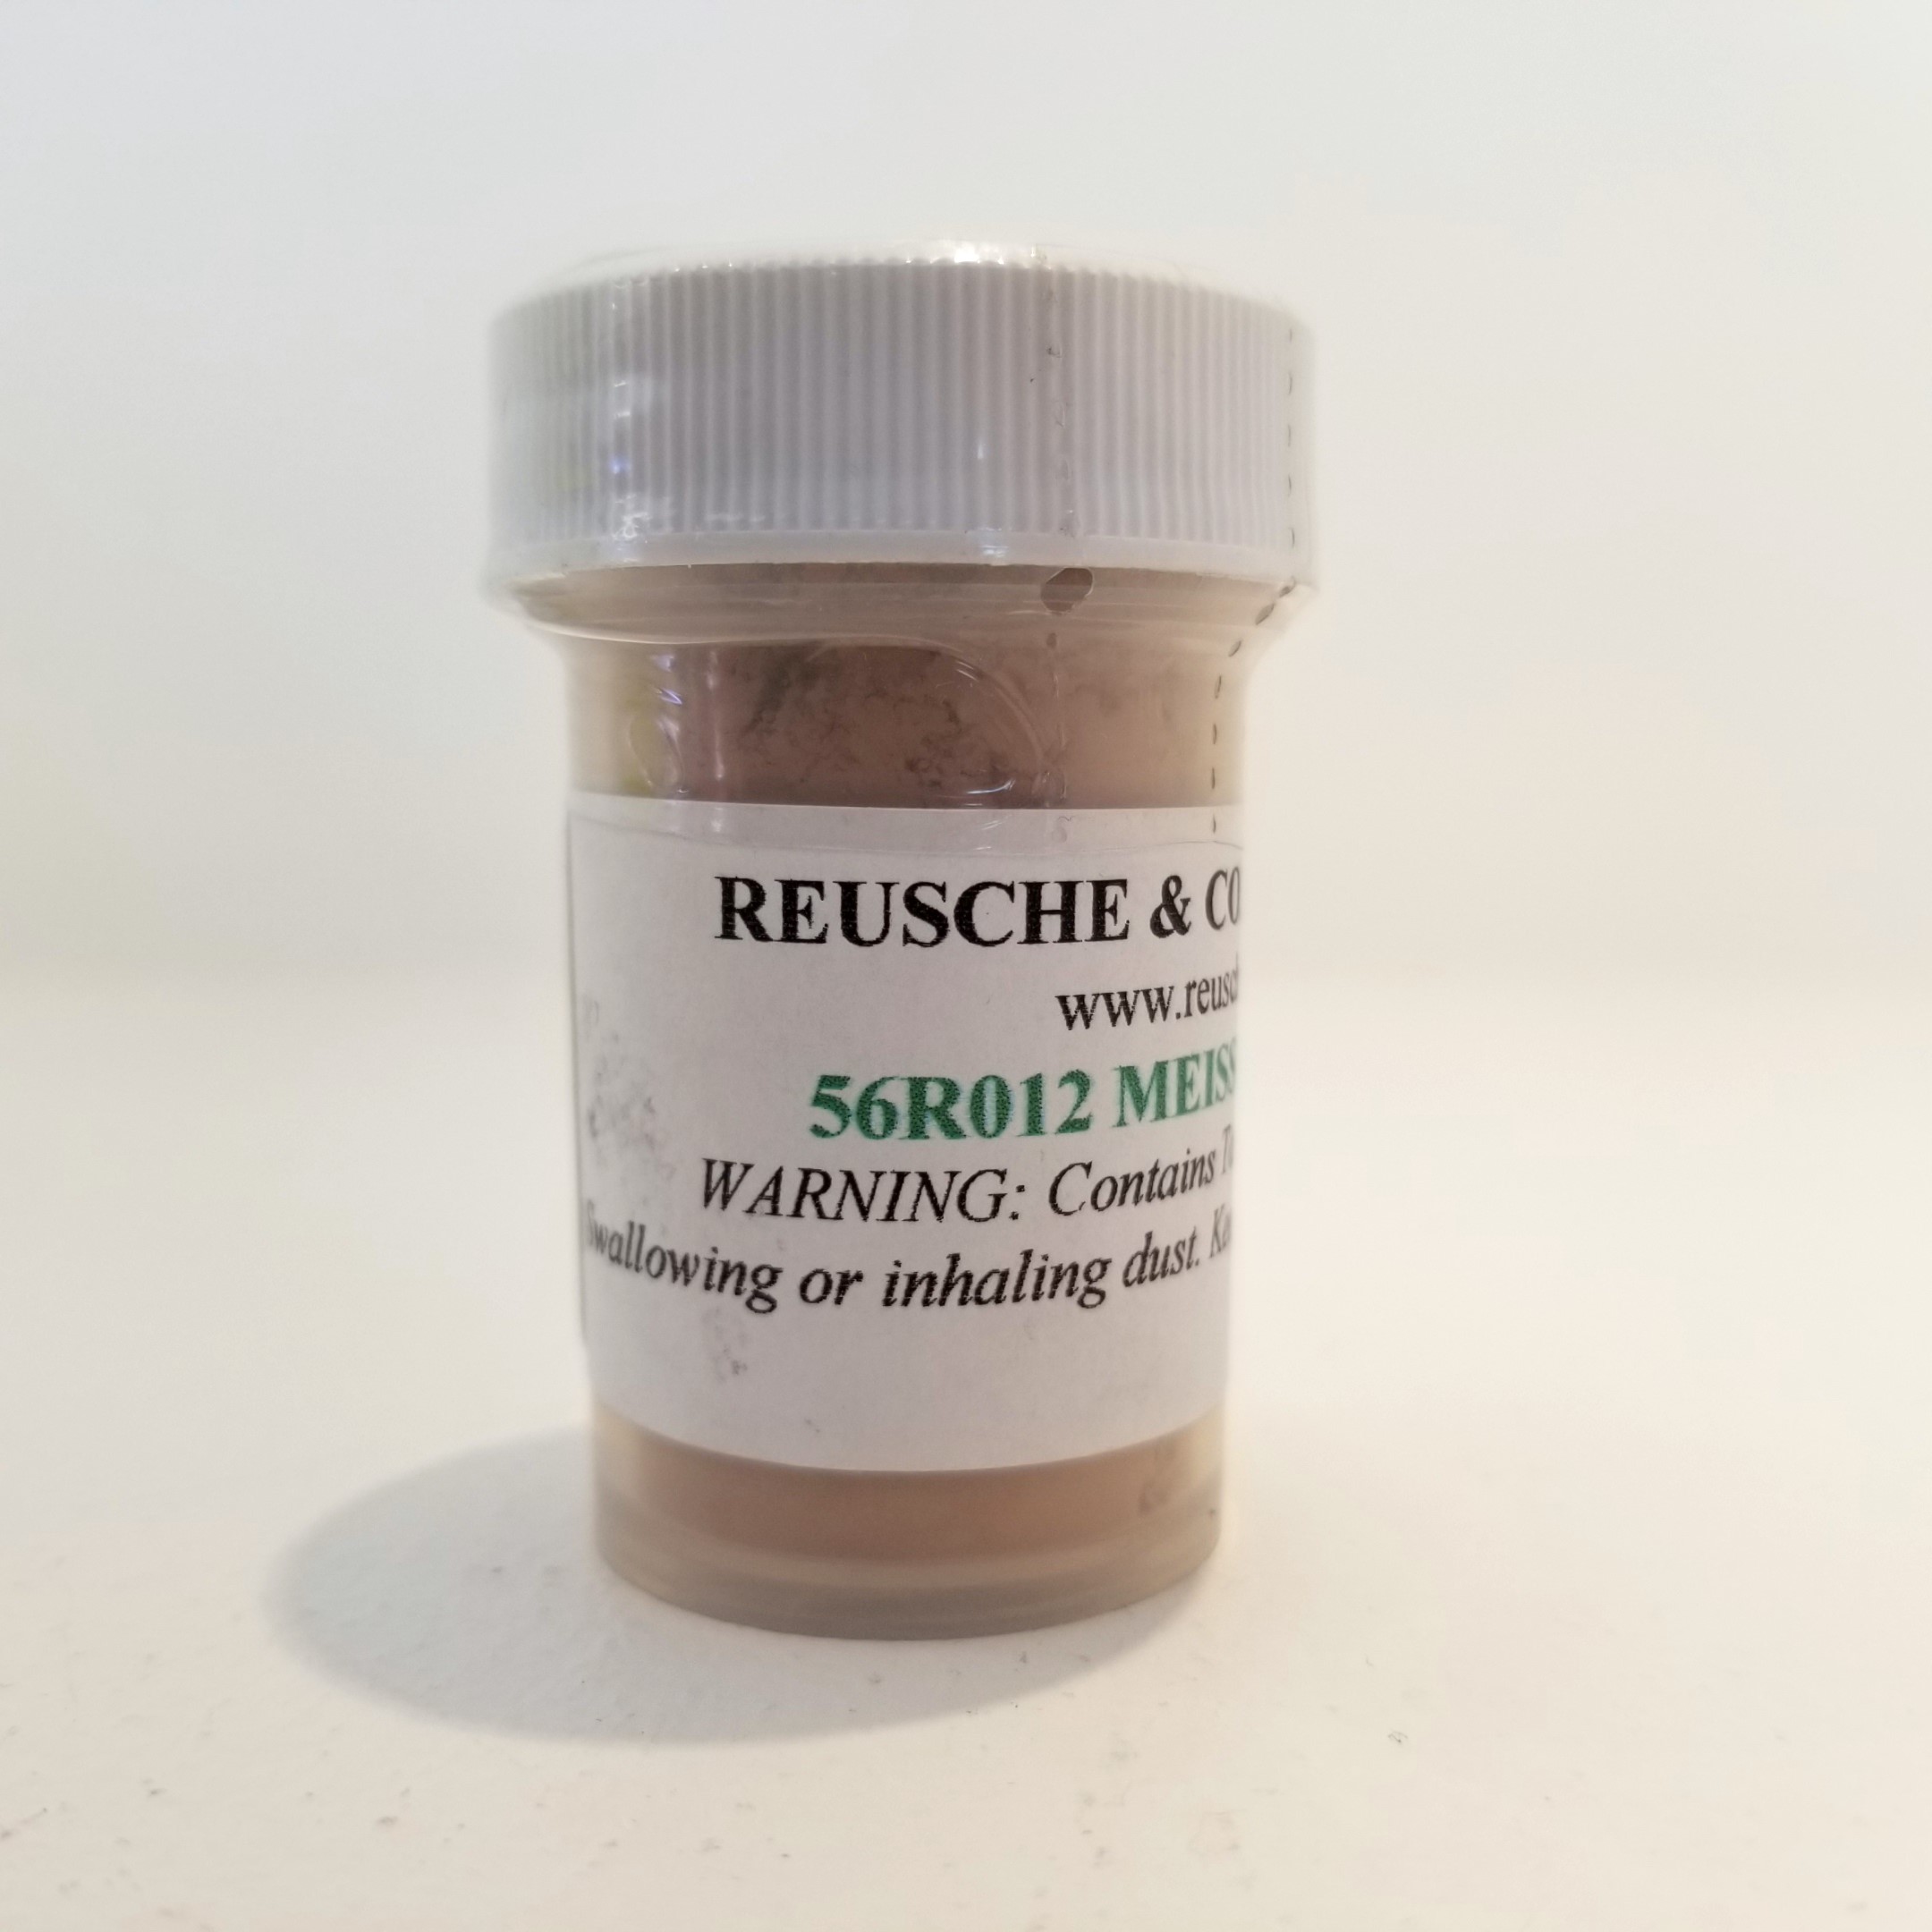 REUSCHE & CO
www.reusch
56R012 MEISS
WARNING: Contains
Swallowing or inhaling dust.